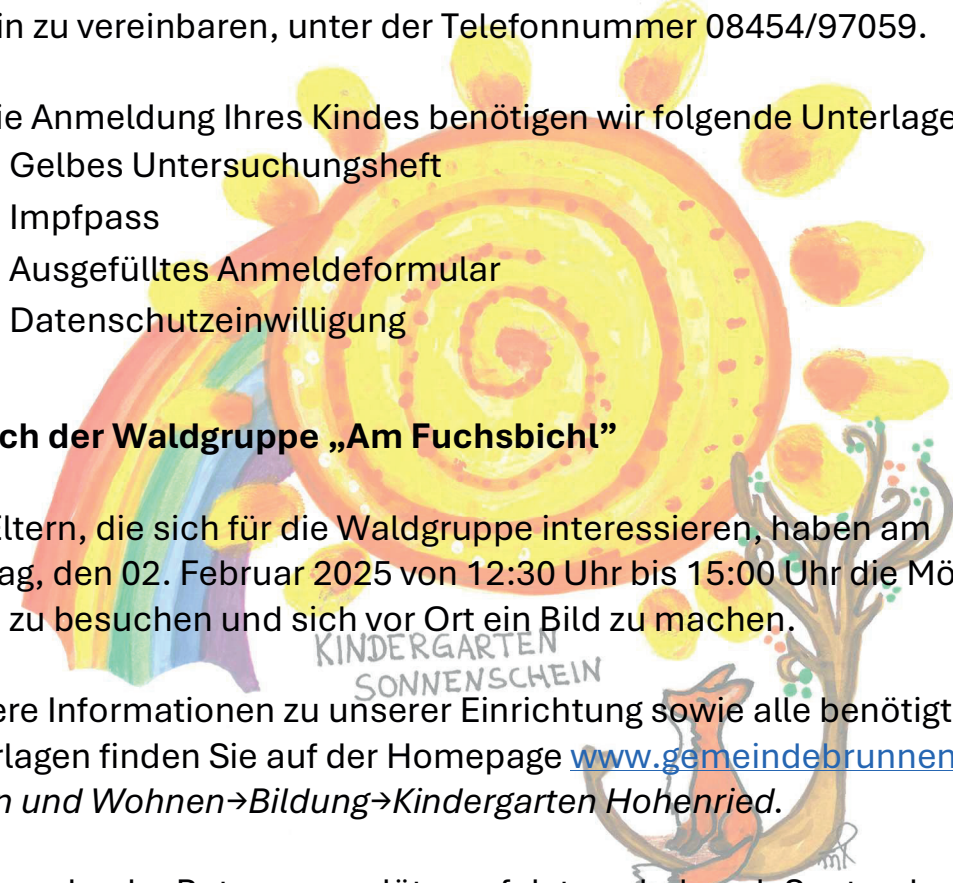 in zu vereinbaren, unter der Telefonnummer 08454/97059.
ie Anmeldung Ihres Kindes benötigen wir folgende Unterlage
Gelbes Untersuchungsheft
Impfpass
Ausgefülltes Anmeldeformular
Datenschutzeinwilligung
ch der Waldgruppe „Am Fuchsbichl”
Eltern, die sich für die Waldgruppe interessieren, haben am
ag, den 02. Februar 2025 von 12:30 Uhr bis 15:00 Uhr die Mö
zu besuchen und sich vor Ort ein Bild zu machen.
KINDERGARTEN
SONNENSCHEIN
ere Informationen zu unserer Einrichtung sowie alle benötigt
rlagen finden Sie auf der Homepage www.gemeindebrunnen
n und Wohnen→Bildung→Kindergarten Hohenried.